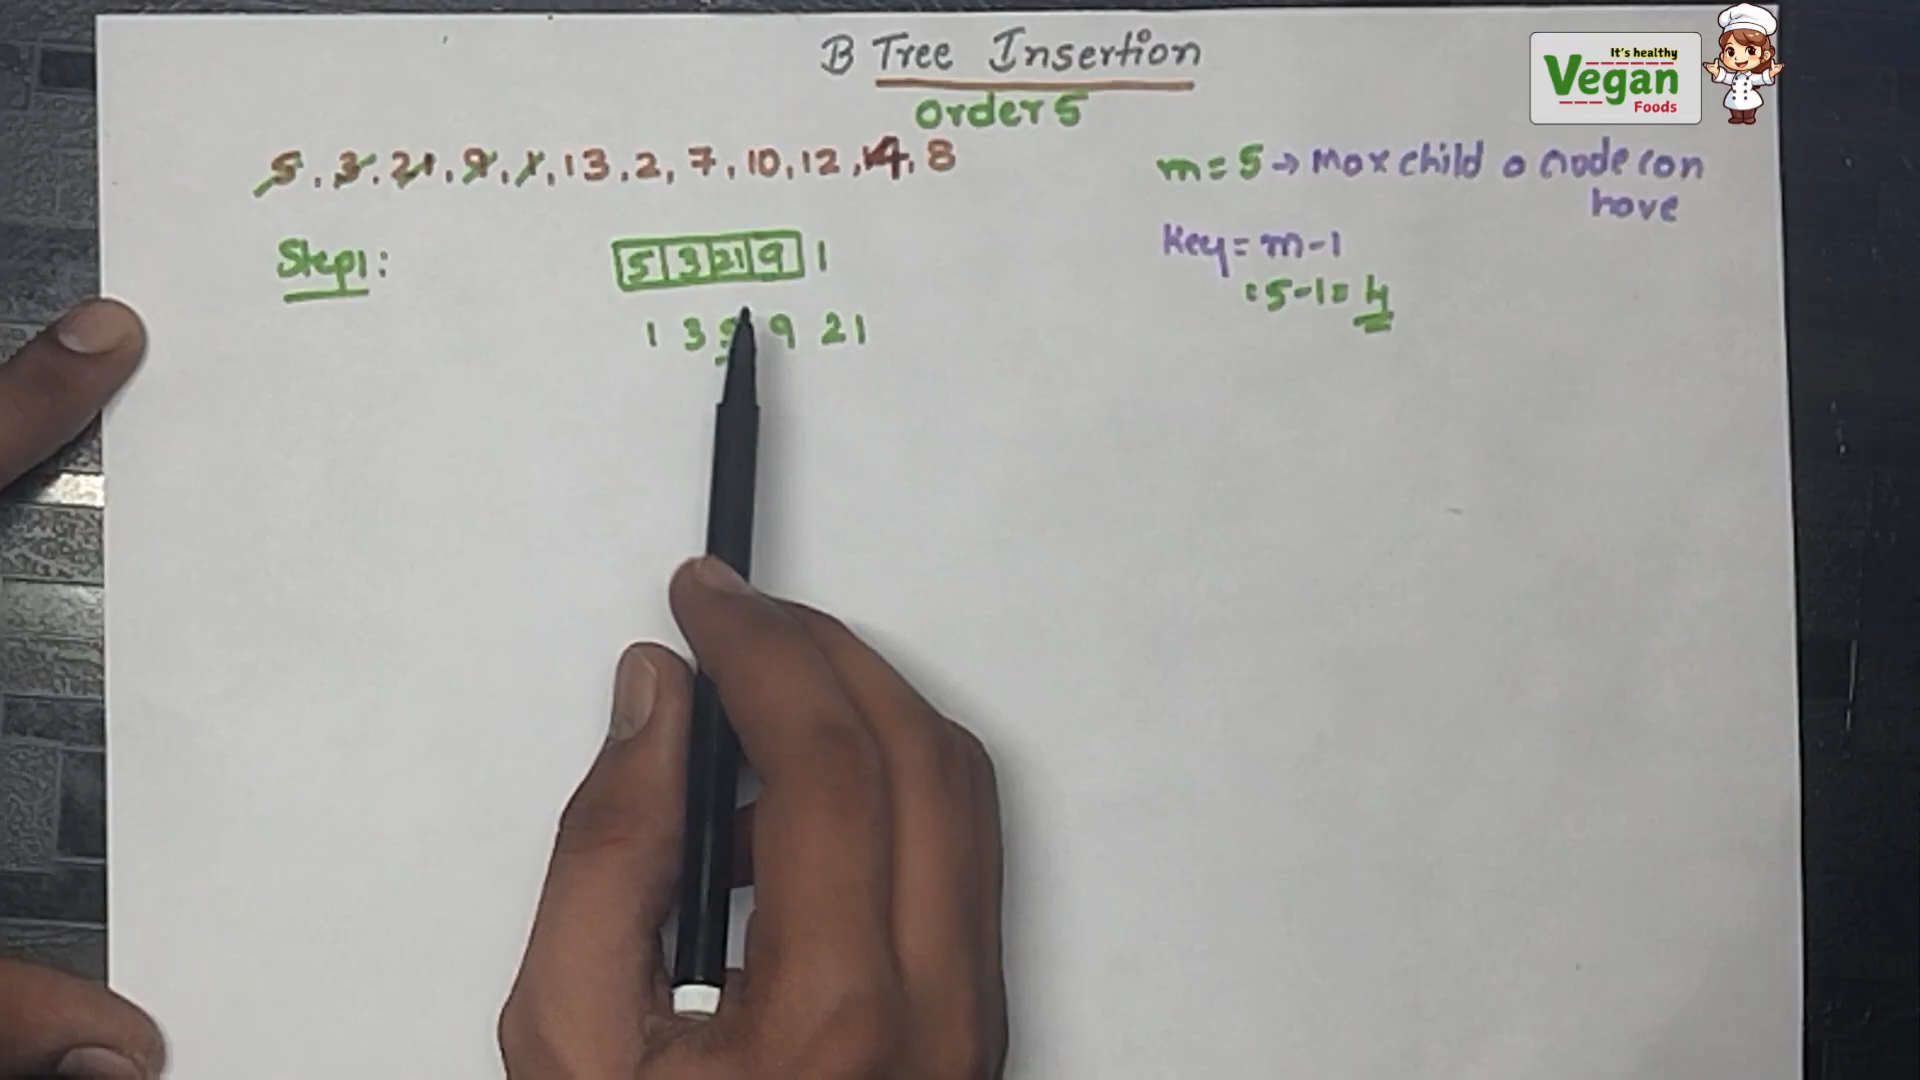 B Tree Insertion
Order 5
It's healthy
Vegan
Foods
5, 3, 21, 9, 1, 13, 2, 7, 10, 12, 14, 8
m=5→ Max child a node can
have
Step1:
5 3 21 9 1
Key= m-1
=5-1= 4
1 3 5 9 21